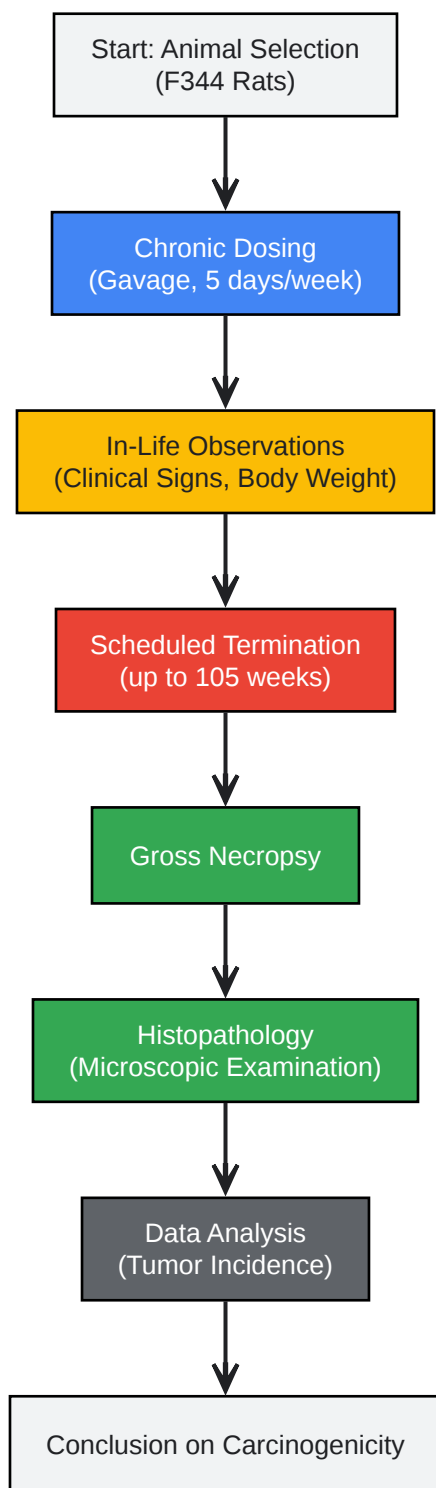 Start: Animal Selection
(F344 Rats)
Chronic Dosing
(Gavage, 5 days/week)
In-Life Observations
(Clinical Signs, Body Weight)
Scheduled Termination
(up to 105 weeks)
Gross Necropsy
Histopathology
(Microscopic Examination)
Data Analysis
(Tumor Incidence)
Conclusion on Carcinogenicity